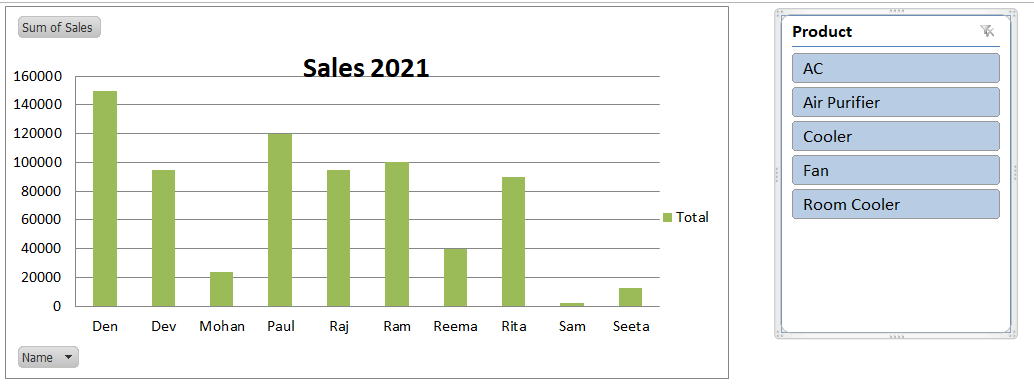 Sum of Sales
Sales 2021
160000
140000
120000
100000
80000
60000
40000
20000
0
Den Dev Mohan Paul Raj Ram Reema Rita Sam Seeta
Total
Name
Product
AC
Air Purifier
Cooler
Fan
Room Cooler